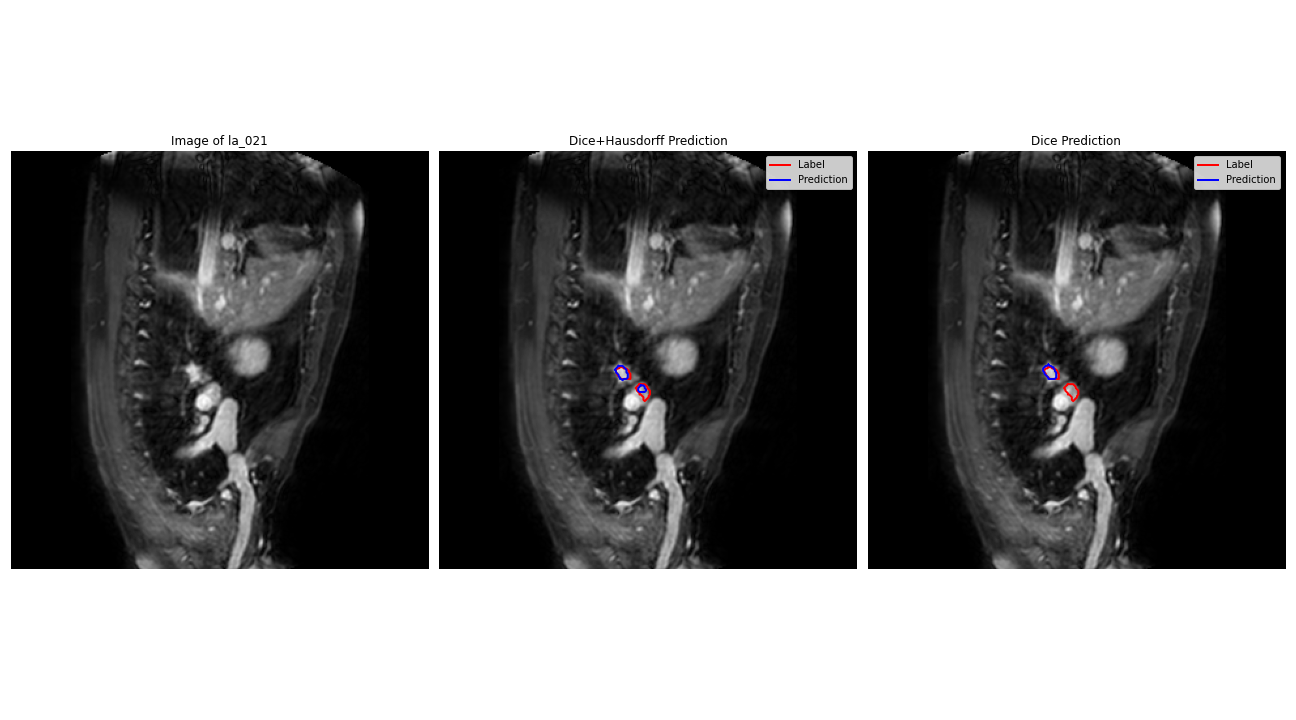 Image of la_021
Dice+Hausdorff Prediction
Label
Prediction
Dice Prediction
Label
Prediction